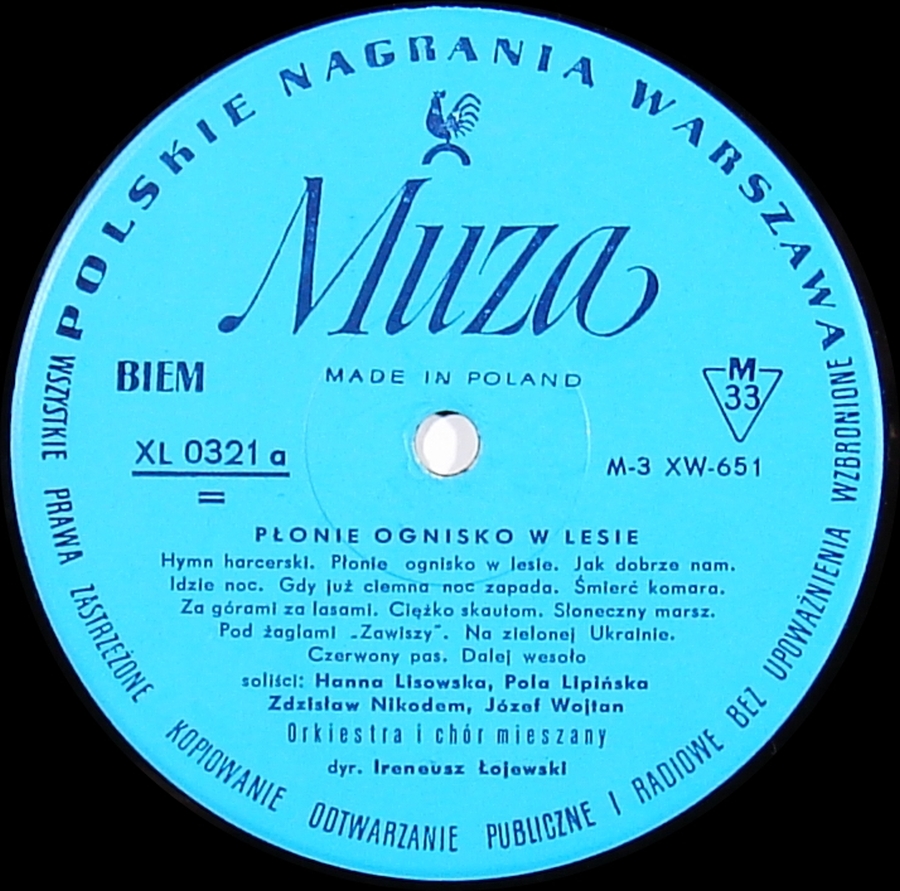 POLSKIE NAGRANIA WARSZAWA
Muza
BIEM
MADE IN POLAND
M
33
XL 0321 a
=
M-3 XW-651
PŁONIE OGNISKO W LESIE
Hymn harcerski. Płonie ognisko w lesie. Jak dobrze nam.
Idzie noc. Gdy już ciemna noc zapada. Śmierć komara.
Za górami za lasami. Ciężko skautom. Słoneczny marsz.
Pod żaglami „Zawiszy”. Na zielonej Ukrainie.
Czerwony pas. Dalej wesoło
soliści: Hanna Lisowska, Pola Lipińska
Zdzisław Nikodem, Józef Wojtan
Orkiestra i chór mieszany
dyr. Ireneusz Łojewski
WSZYSTKIE PRAWA ZASTRZEŻONE KOPIOWANIE ODTWARZANIE PUBLICZNE I RADIOWE BEZ UPOWAŻNIENIA WZBRONIONE